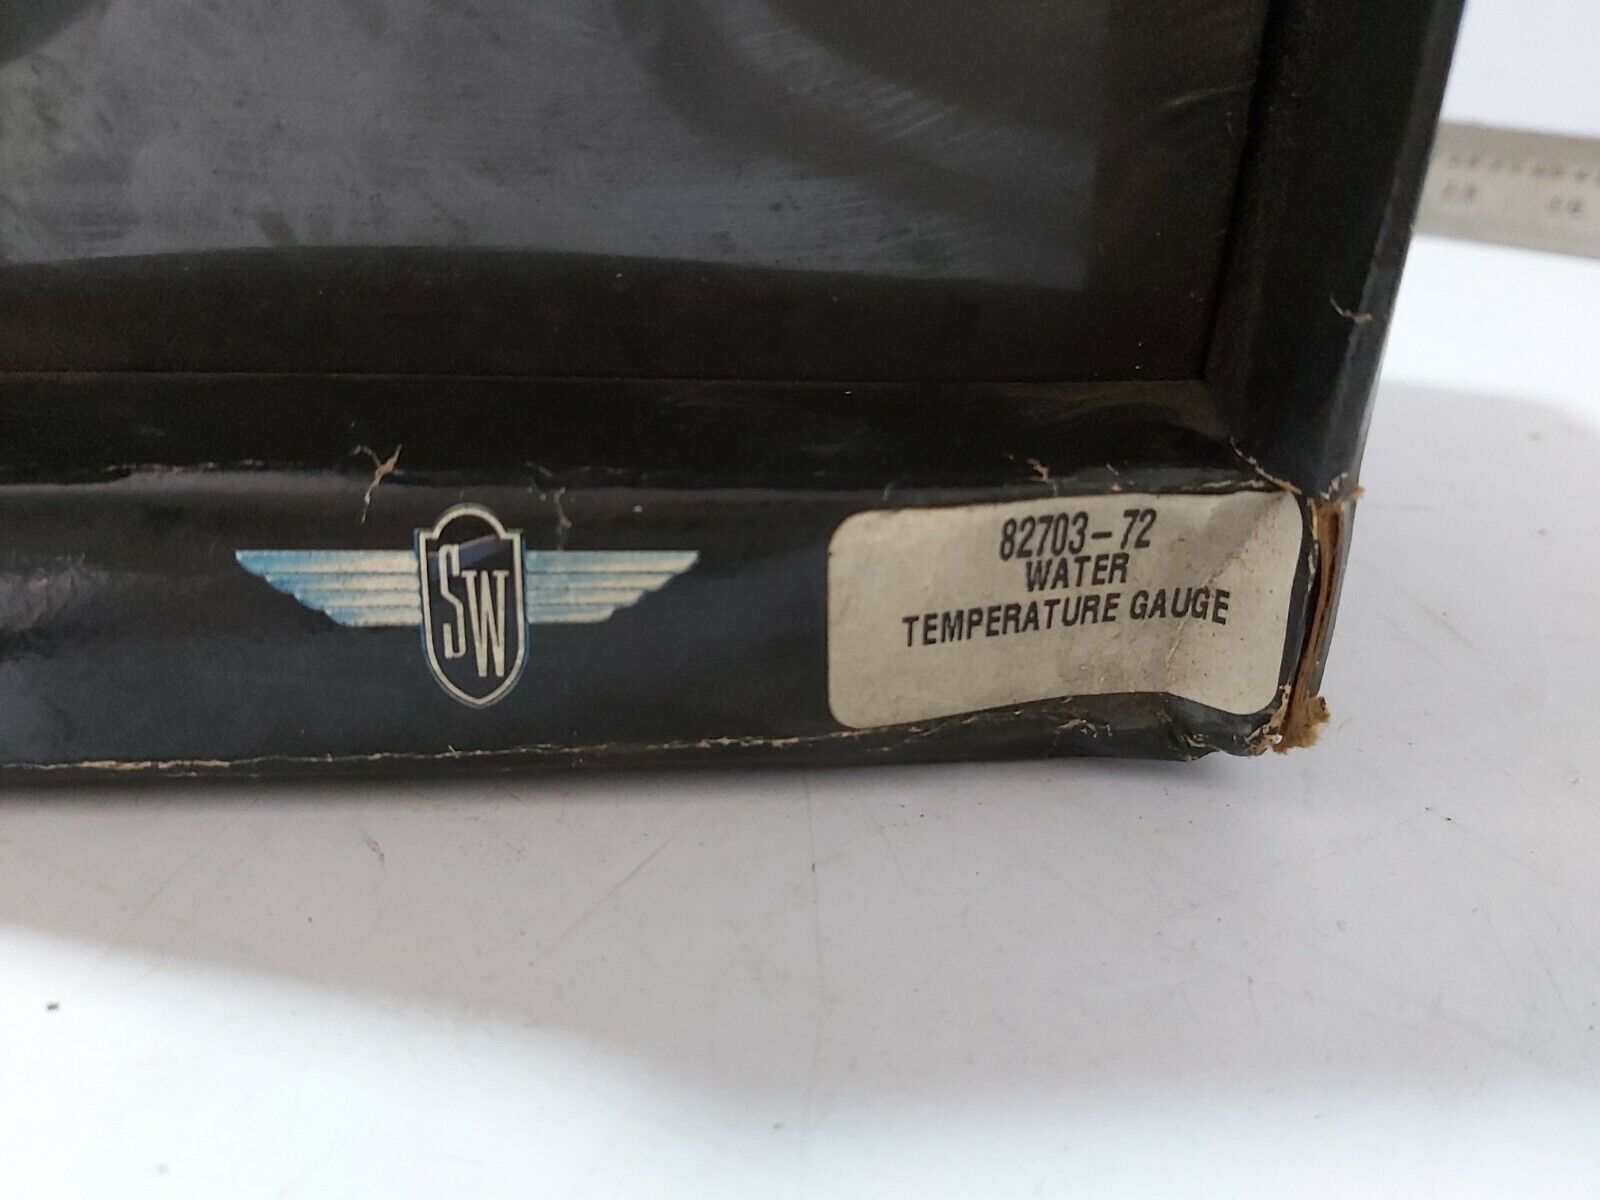 SW
82703-72
WATER
TEMPERATURE GAUGE